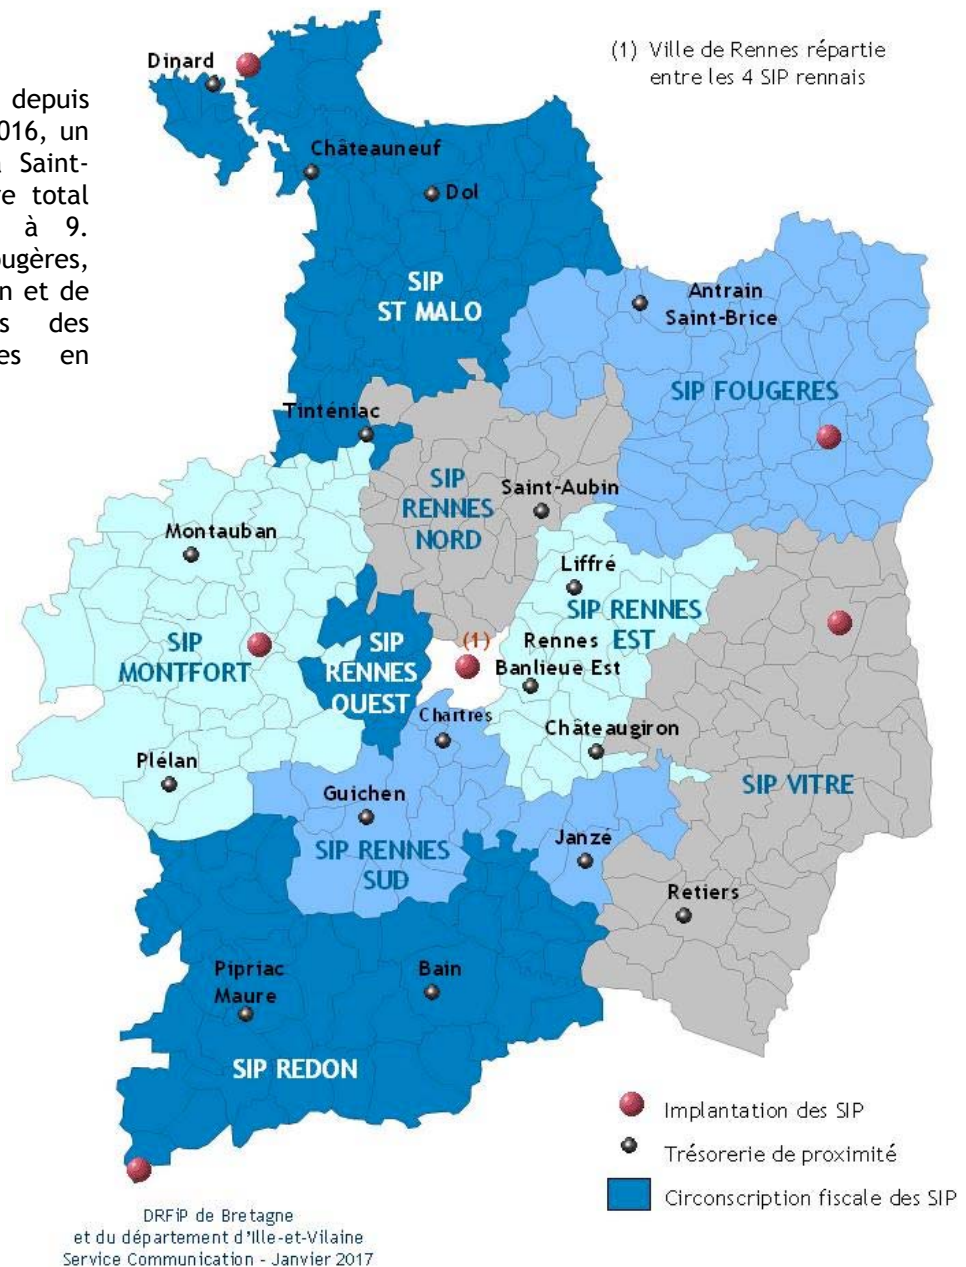 (1) Ville de Rennes répartie
entre les 4 SIP rennais
Dinard
depuis
016, un
Saint-
e total
à 9.
ougères,
n et de
s des
es en
Châteauneuf
Dol
SIP
ST MALO
Antrain
Saint-Brice
SIP FOUGERES
Tinténiac
SIP
RENNES
NORD
Saint-Aubin
Montauban
Liffré
SIP RENNES
EST
SIP
MONTFORT
SIP
RENNES
OUEST
(1)
Rennes
Banlieue Est
Chartres
Châteaugiron
Plélan
Guichen
SIP VITRE
SIP RENNES
SUD
Janzé
Retiers
Pipriac
Maure
Bain
SIP REDON
Implantation des SIP
Trésorerie de proximité
Circonscription fiscale des SIP
DRFiP de Bretagne
et du département d'Ille-et-Vilaine
Service Communication - Janvier 2017